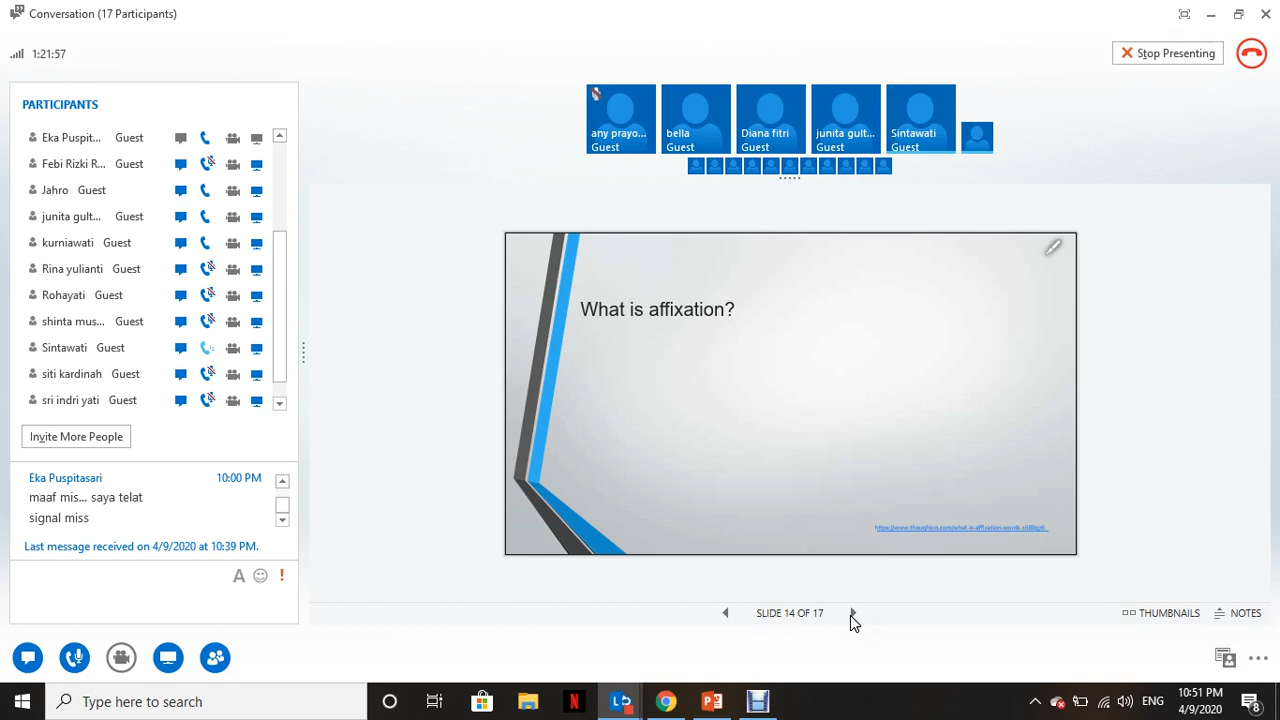 Conversation (17 Participants)
1:21:57
Stop Presenting
PARTICIPANTS
Eka Puspit... Guest
Febi Rizki R... Guest
Jahro Guest
junita gult... Guest
kurniawati Guest
Rina yulianti Guest
Rohayati Guest
shinta mus... Guest
Sintawati Guest
siti kardinah Guest
sri indri yati Guest
Invite More People
Eka Puspitasari 10:00 PM
maaf mis... saya telat
signal miss
Last message received on 4/9/2020 at 10:39 PM.
A
any prayo... Guest
bella Guest
Diana fitri Guest
junita gult... Guest
Sintawati Guest
What is affixation?
SLIDE 14 OF 17
THUMBNAILS
NOTES
Type here to search
ENG
10:51 PM
4/9/2020
8